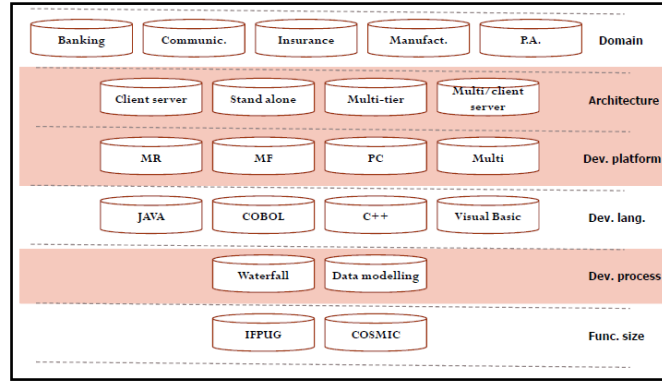 Banking Communic. Insurance Manufact. P.A. Domain
Client server Stand alone Multi-tier Multi/client server Architecture
MR MF PC Multi Dev. platform
JAVA COBOL C++ Visual Basic Dev. lang.
Waterfall Data modelling Dev. process
IFPUG COSMIC Func. size